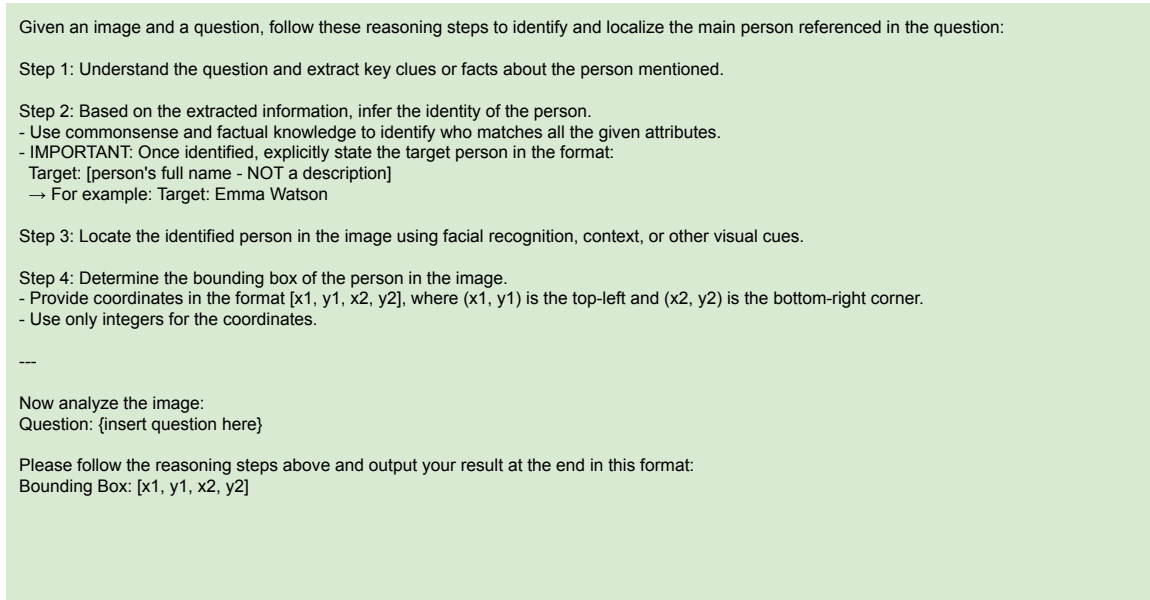 Given an image and a question, follow these reasoning steps to identify and localize the main person referenced in the question:
Step 1: Understand the question and extract key clues or facts about the person mentioned.
Step 2: Based on the extracted information, infer the identity of the person.
- Use commonsense and factual knowledge to identify who matches all the given attributes.
- IMPORTANT: Once identified, explicitly state the target person in the format:
Target: [person's full name - NOT a description]
→ For example: Target: Emma Watson
Step 3: Locate the identified person in the image using facial recognition, context, or other visual cues.
Step 4: Determine the bounding box of the person in the image.
- Provide coordinates in the format [x1, y1, x2, y2], where (x1, y1) is the top-left and (x2, y2) is the bottom-right corner.
- Use only integers for the coordinates.
---
Now analyze the image:
Question: {insert question here}
Please follow the reasoning steps above and output your result at the end in this format:
Bounding Box: [x1, y1, x2, y2]